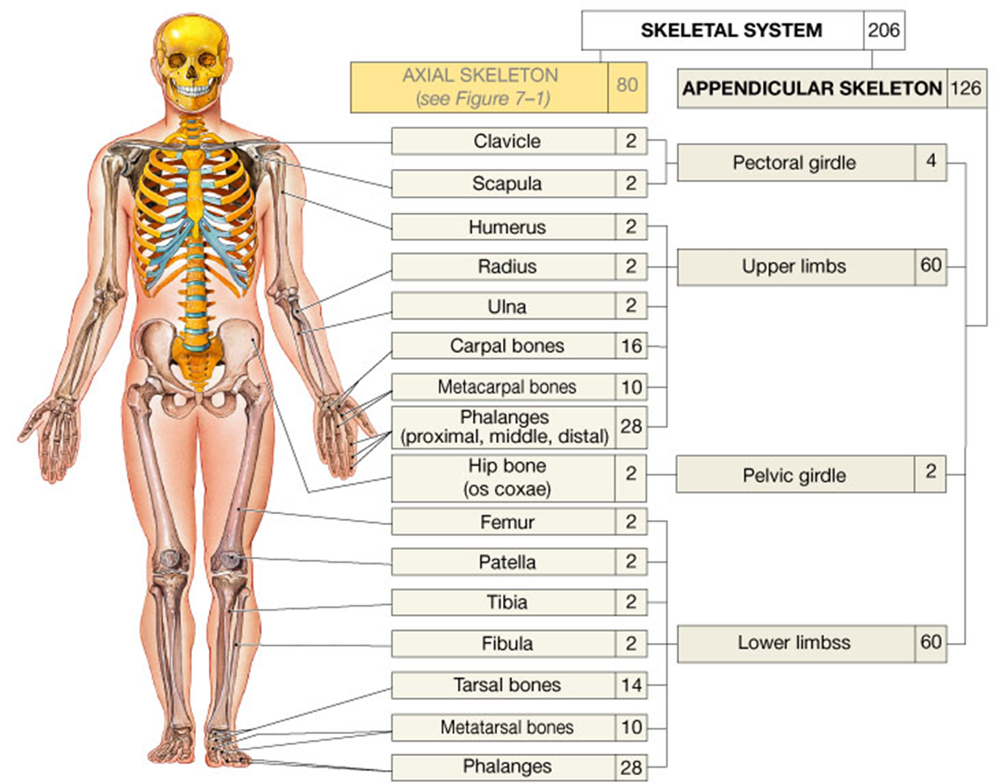 SKELETAL SYSTEM 206
AXIAL SKELETON 80
(see Figure 7–1)
APPENDICULAR SKELETON 126
Clavicle 2
Scapula 2
Pectoral girdle 4
Humerus 2
Radius 2
Ulna 2
Carpal bones 16
Metacarpal bones 10
Phalanges
(proximal, middle, distal) 28
Upper limbs 60
Hip bone
(os coxae) 2
Pelvic girdle 2
Femur 2
Patella 2
Tibia 2
Fibula 2
Tarsal bones 14
Metatarsal bones 10
Phalanges 28
Lower limbss 60